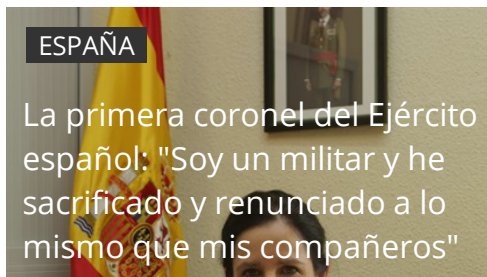 ESPAÑA
La primera coronel del Ejército
español: "Soy un militar y he
sacrificado y renunciado a lo
mismo que mis compañeros"